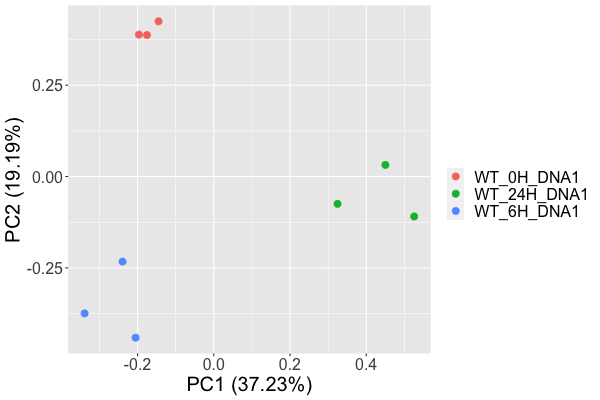 PC2 (19.19%)
0.25
0.00
-0.25
-0.2
0.0
0.2
0.4
PC1 (37.23%)
WT_0H_DNA1
WT_24H_DNA1
WT_6H_DNA1